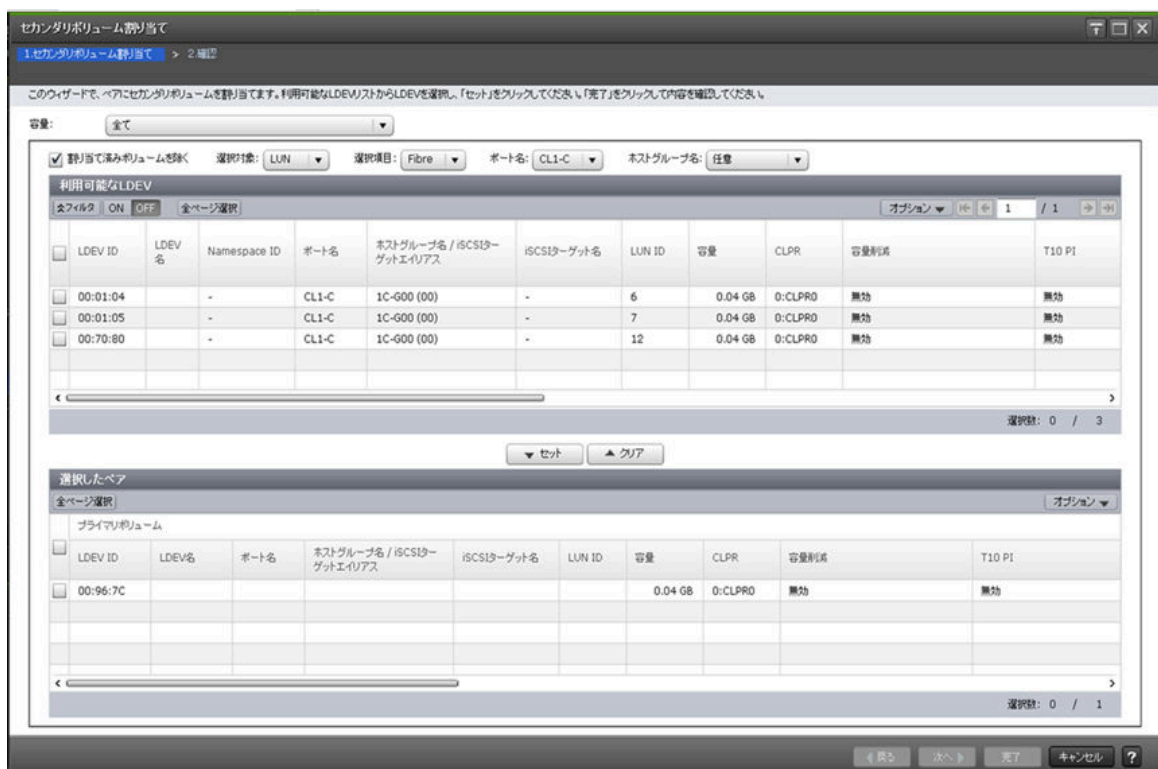 セカンダリボリューム割り当て
1.セカンダリボリューム割り当て > 2.確認
このウィザードで、ペアにセカンダリボリュームを割り当てます。利用可能なLDEVリストからLDEVを選択し、「セット」をクリックしてください。「完了」をクリックして内容を確認してください。
容量: 全て
割り当て済みボリュームを除く 選択対象: LUN 選択項目: Fibre ポート名: CL1-C ホストグループ名: 任意
利用可能なLDEV
全フィルタ ON OFF 全ページ選択 オプション 1 / 1
LDEV ID LDEV名 Namespace ID ポート名 ホストグループ名 / iSCSIターゲットエイリアス iSCSIターゲット名 LUN ID 容量 CLPR 容量削減 T10 PI
00:01:04 - CL1-C 1C-G00 (00) - 6 0.04 GB 0:CLPR0 無効 無効
00:01:05 - CL1-C 1C-G00 (00) - 7 0.04 GB 0:CLPR0 無効 無効
00:70:80 - CL1-C 1C-G00 (00) - 12 0.04 GB 0:CLPR0 無効 無効
選択数: 0 / 3
セット クリア
選択したペア
全ページ選択 オプション
プライマリボリューム
LDEV ID LDEV名 ポート名 ホストグループ名 / iSCSIターゲットエイリアス iSCSIターゲット名 LUN ID 容量 CLPR 容量削減 T10 PI
00:96:7C 0.04 GB 0:CLPR0 無効 無効
選択数: 0 / 1
戻る 次へ 完了 キャンセル ?